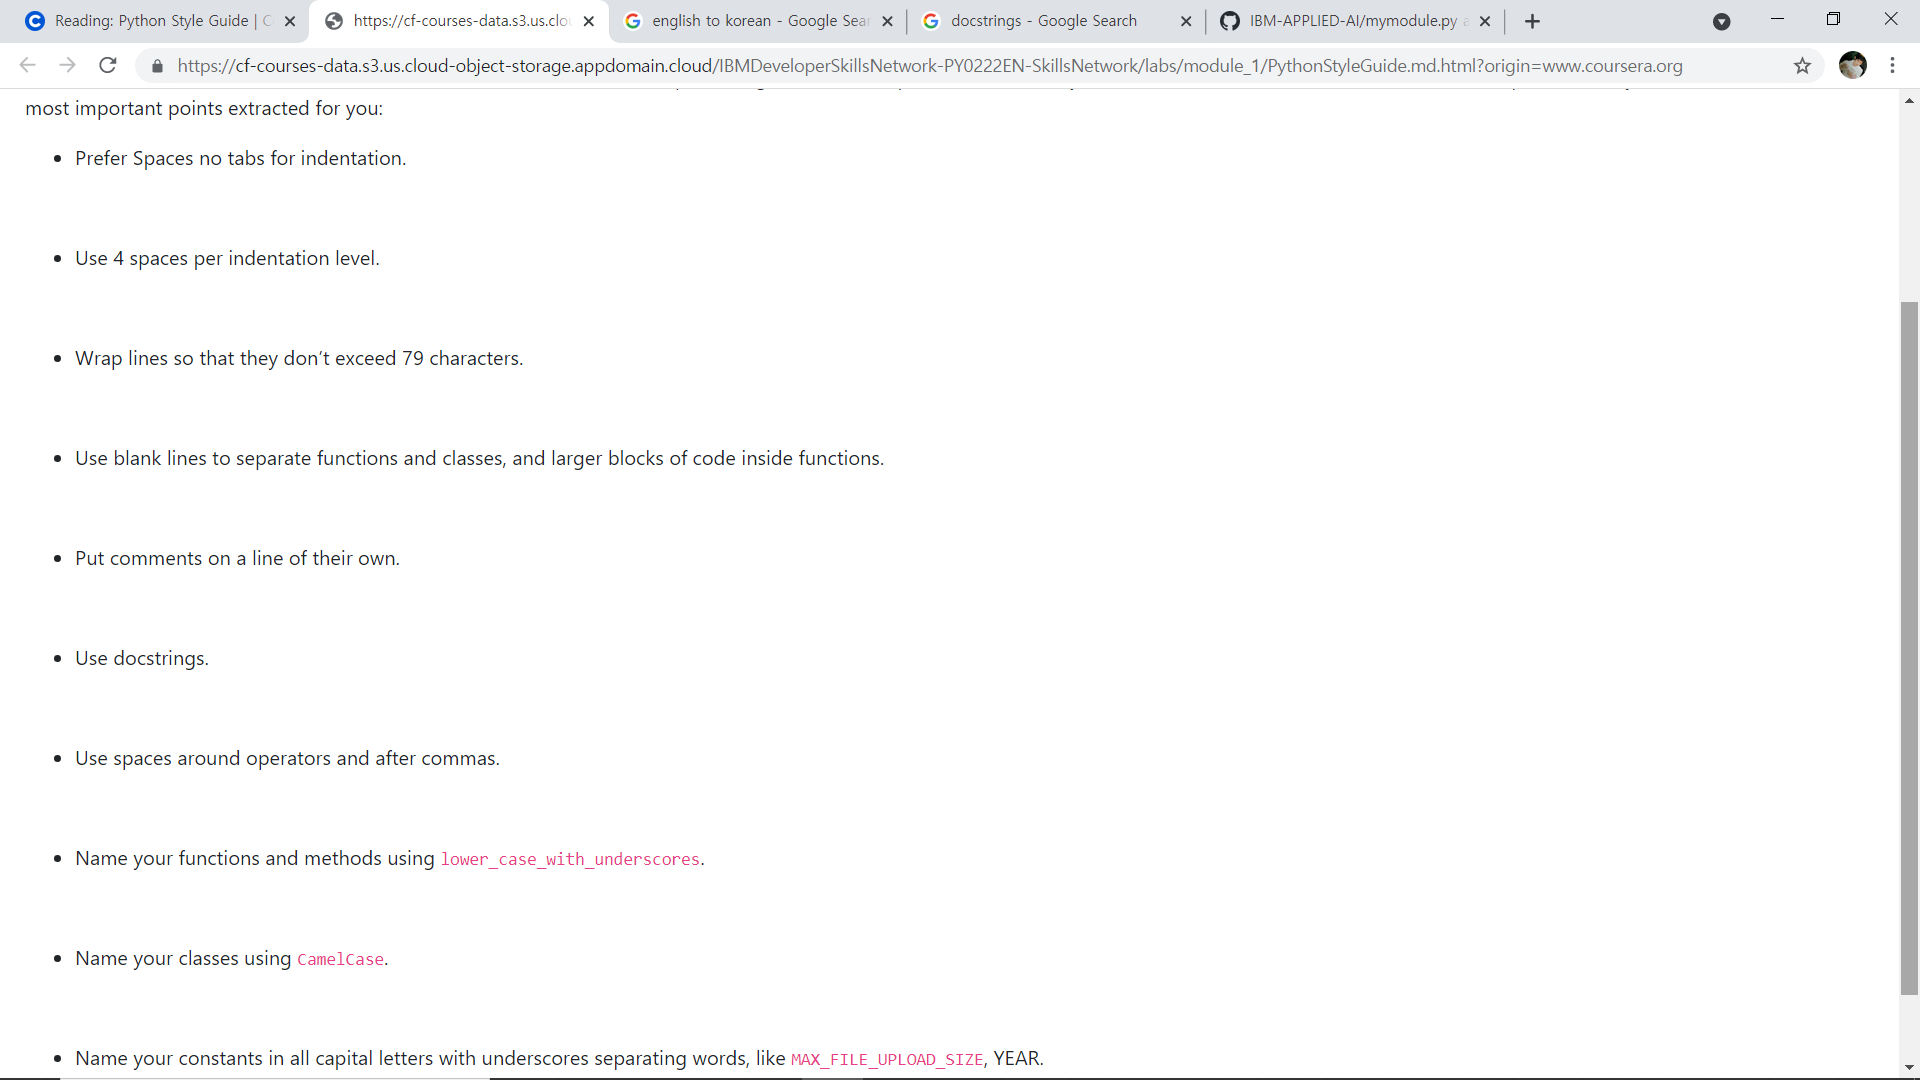 Reading: Python Style Guide | C
https://cf-courses-data.s3.us.clou
english to korean - Google Sear
docstrings - Google Search
IBM-APPLIED-AI/mymodule.py a
https://cf-courses-data.s3.us.cloud-object-storage.appdomain.cloud/IBMDeveloperSkillsNetwork-PY0222EN-SkillsNetwork/labs/module_1/PythonStyleGuide.md.html?origin=www.coursera.org
most important points extracted for you:
Prefer Spaces no tabs for indentation.
Use 4 spaces per indentation level.
Wrap lines so that they don’t exceed 79 characters.
Use blank lines to separate functions and classes, and larger blocks of code inside functions.
Put comments on a line of their own.
Use docstrings.
Use spaces around operators and after commas.
Name your functions and methods using lower_case_with_underscores.
Name your classes using CamelCase.
Name your constants in all capital letters with underscores separating words, like MAX_FILE_UPLOAD_SIZE, YEAR.